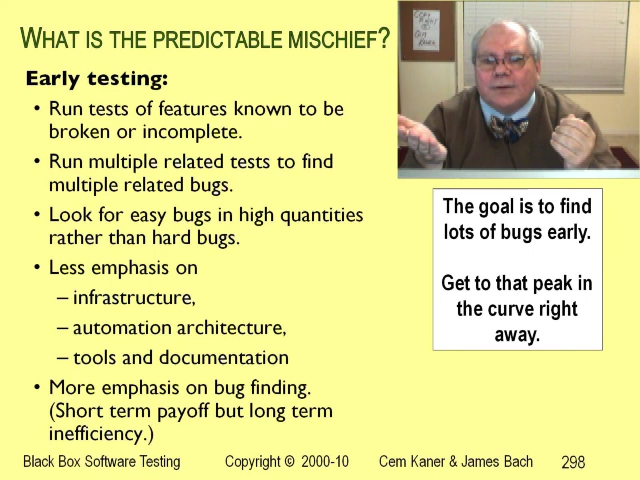 WHAT IS THE PREDICTABLE MISCHIEF?
Early testing:
• Run tests of features known to be
broken or incomplete.
• Run multiple related tests to find
multiple related bugs.
• Look for easy bugs in high quantities
rather than hard bugs.
• Less emphasis on
– infrastructure,
– automation architecture,
– tools and documentation
• More emphasis on bug finding.
(Short term payoff but long term
inefficiency.)
The goal is to find
lots of bugs early.
Get to that peak in
the curve right
away.
Black Box Software Testing Copyright © 2000-10 Cem Kaner & James Bach 298